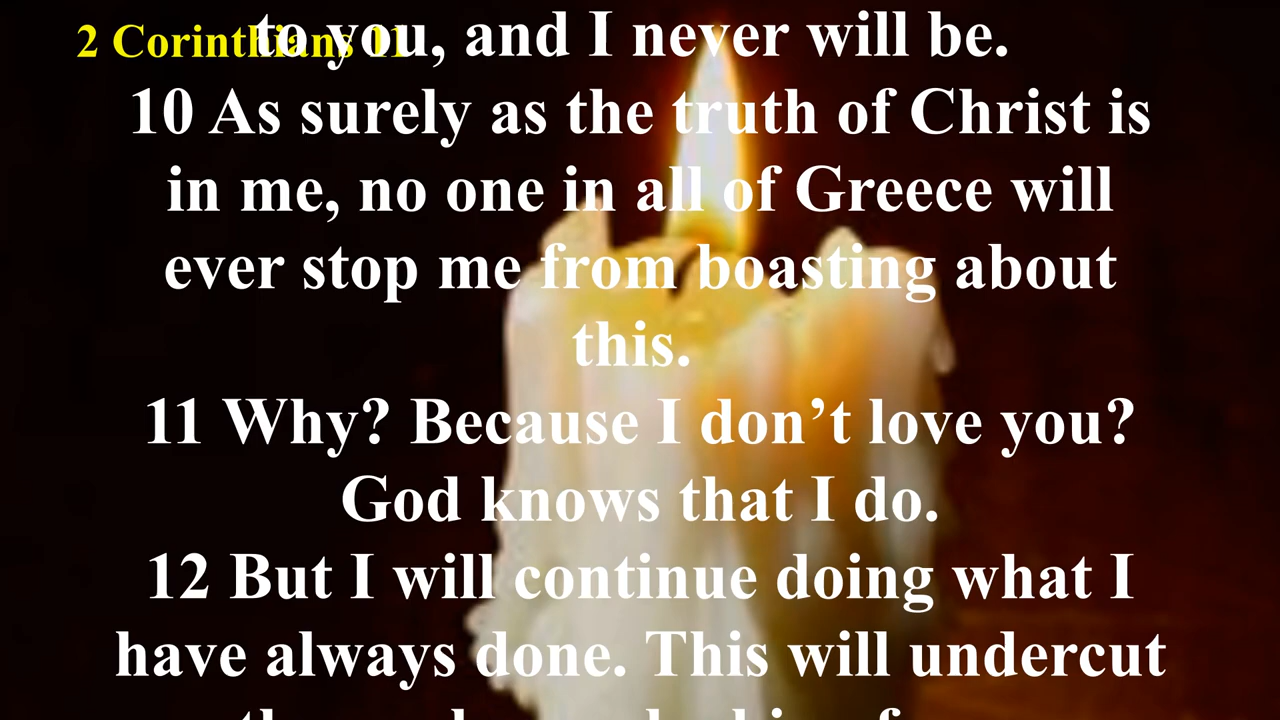 2 Corinthians 11
to you, and I never will be.
10 As surely as the truth of Christ is
in me, no one in all of Greece will
ever stop me from boasting about
this.
11 Why? Because I don’t love you?
God knows that I do.
12 But I will continue doing what I
have always done. This will undercut